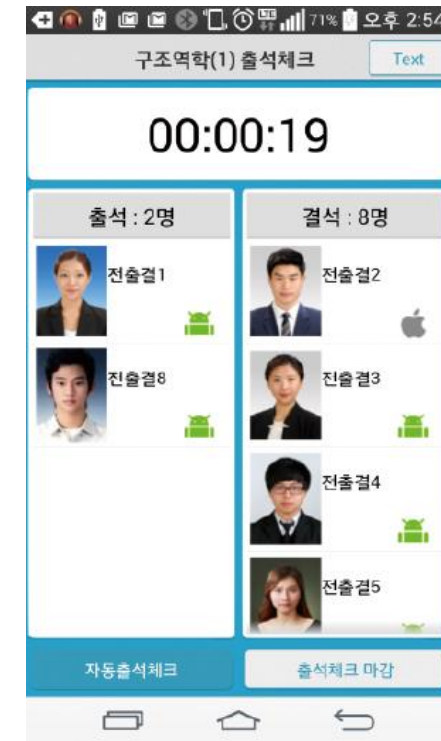 71% 오후 2:54
구조역학(1) 출석체크 Text
00:00:19
출석 : 2명
전출결1
진출결8
결석 : 8명
전출결2
진출결3
전출결4
전출결5
자동출석체크
출석체크 마감